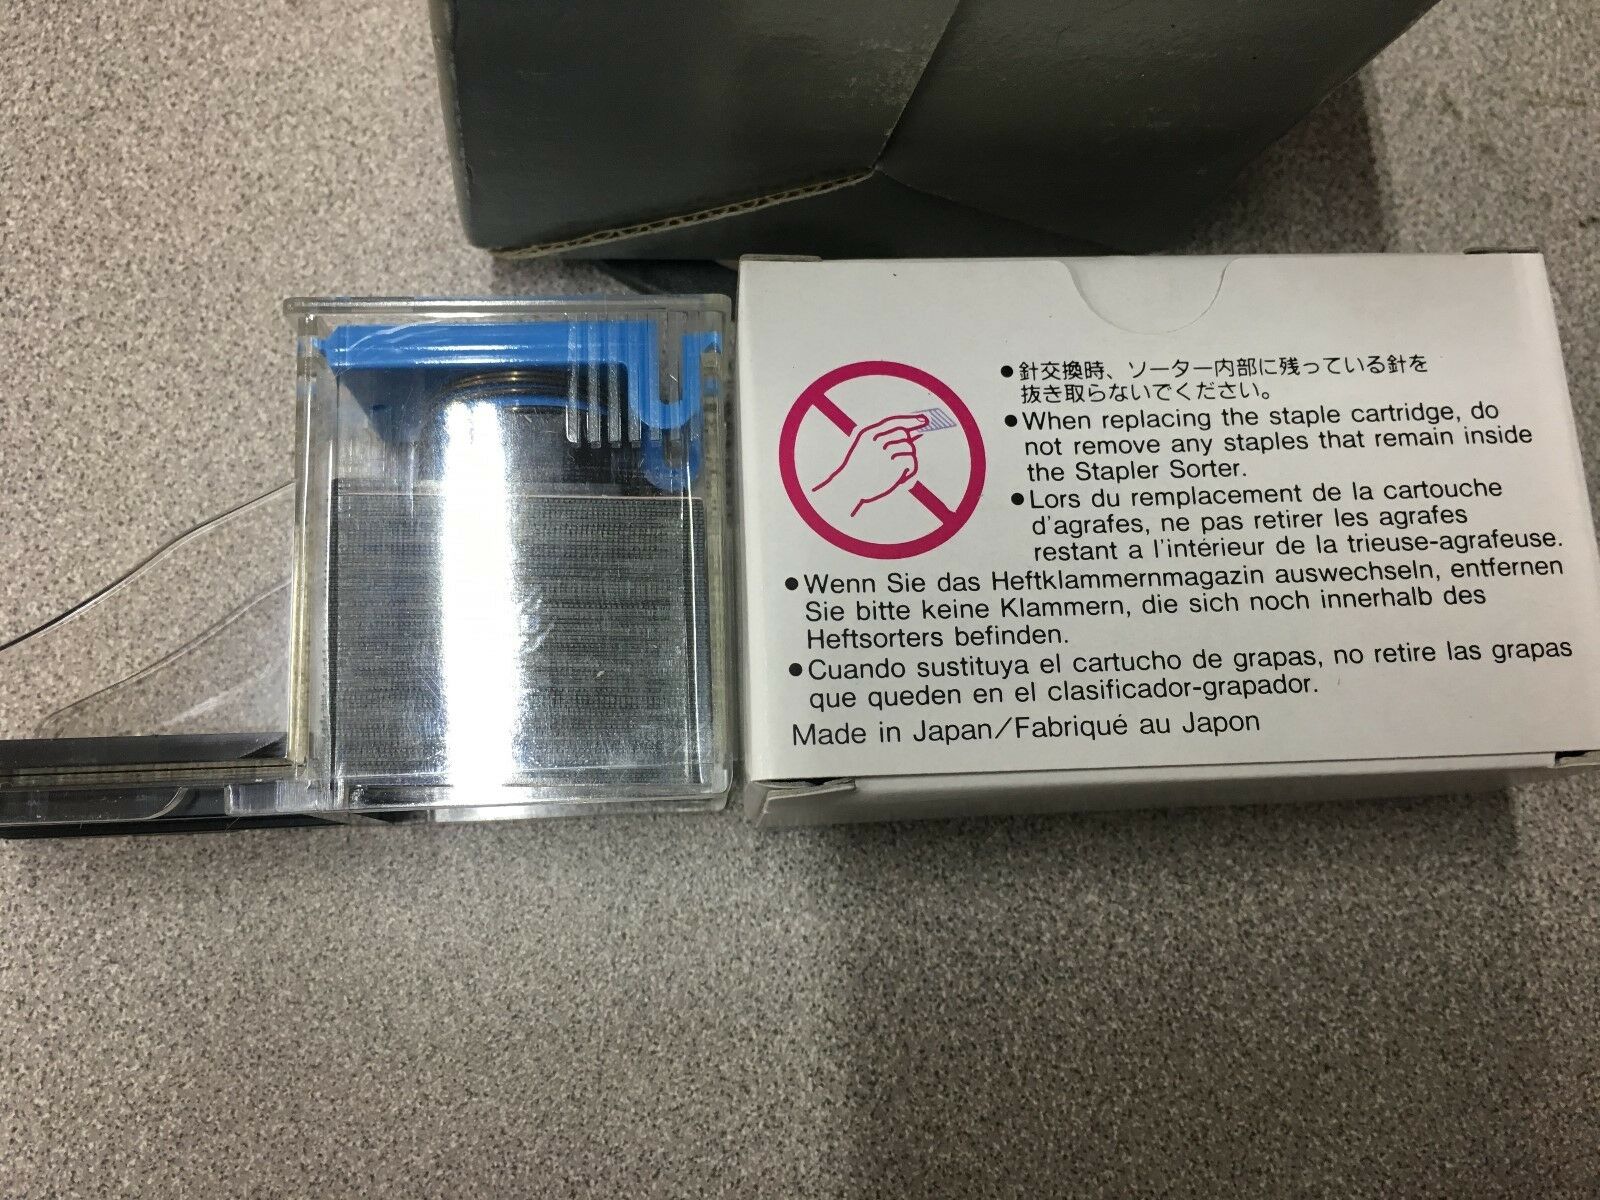 ●針交換時、ソーター内部に残っている針を
抜き取らないでください。
●When replacing the staple cartridge, do
not remove any staples that remain inside
the Stapler Sorter.
●Lors du remplacement de la cartouche
d'agrafes, ne pas retirer les agrafes
restant a l'intérieur de la trieuse-agrafeuse.
●Wenn Sie das Heftklammernmagazin auswechseln, entfernen
Sie bitte keine Klammern, die sich noch innerhalb des
Heftsorters befinden.
●Cuando sustituya el cartucho de grapas, no retire las grapas
que queden en el clasificador-grapador.
Made in Japan/Fabriqué au Japon